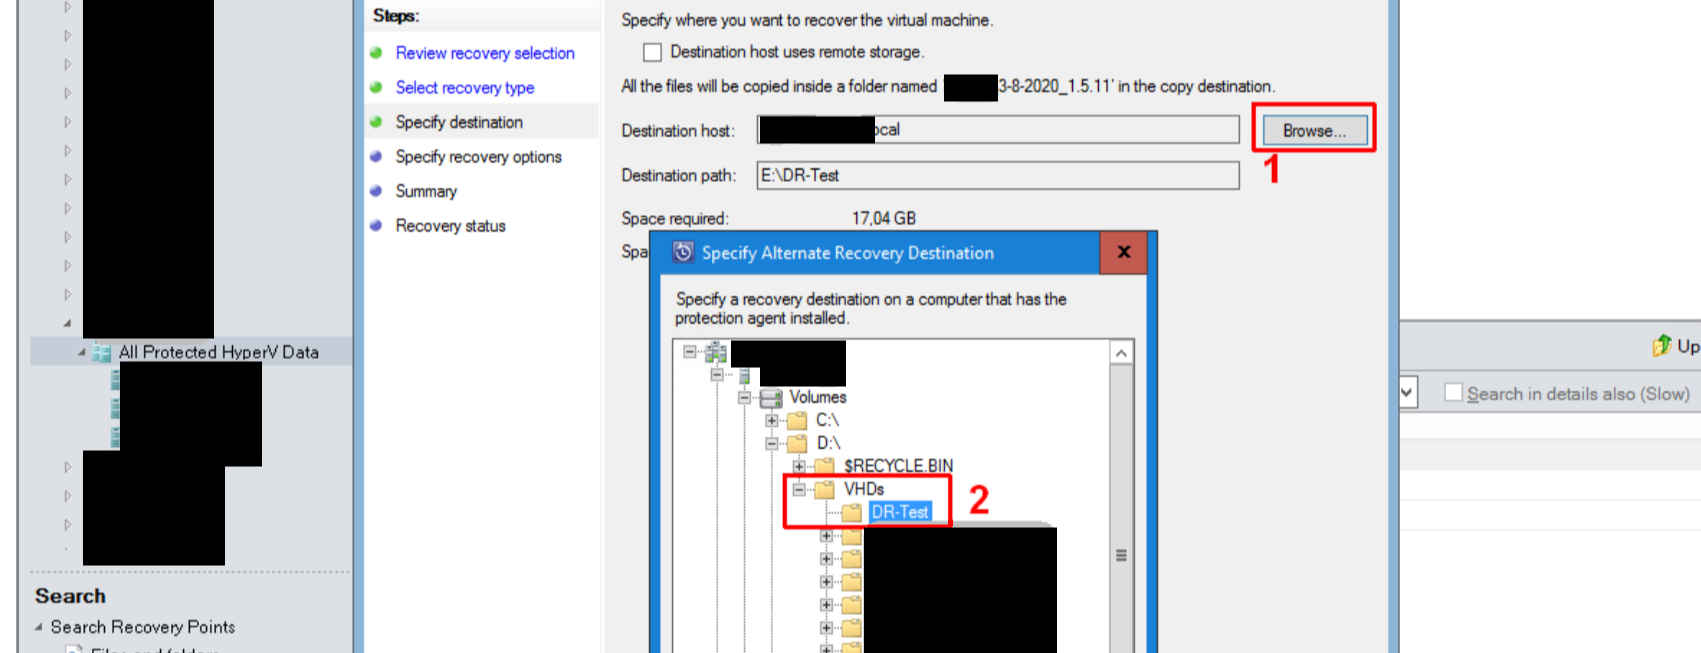 Steps:
Review recovery selection
Select recovery type
Specify destination
Specify recovery options
Summary
Recovery status
Specify where you want to recover the virtual machine.
Destination host uses remote storage.
All the files will be copied inside a folder named ' 3-8-2020_1.5.11' in the copy destination.
Destination host: ocal
Browse...
1
Destination path: E:\DR-Test
Space required: 17,04 GB
Spa
Specify Alternate Recovery Destination
x
Specify a recovery destination on a computer that has the
protection agent installed.
Volumes
C:\
D:\
$RECYCLE.BIN
VHDs
DR-Test
2
All Protected HyperV Data
Search
Search Recovery Points
Files and folders
Up
Search in details also (Slow)